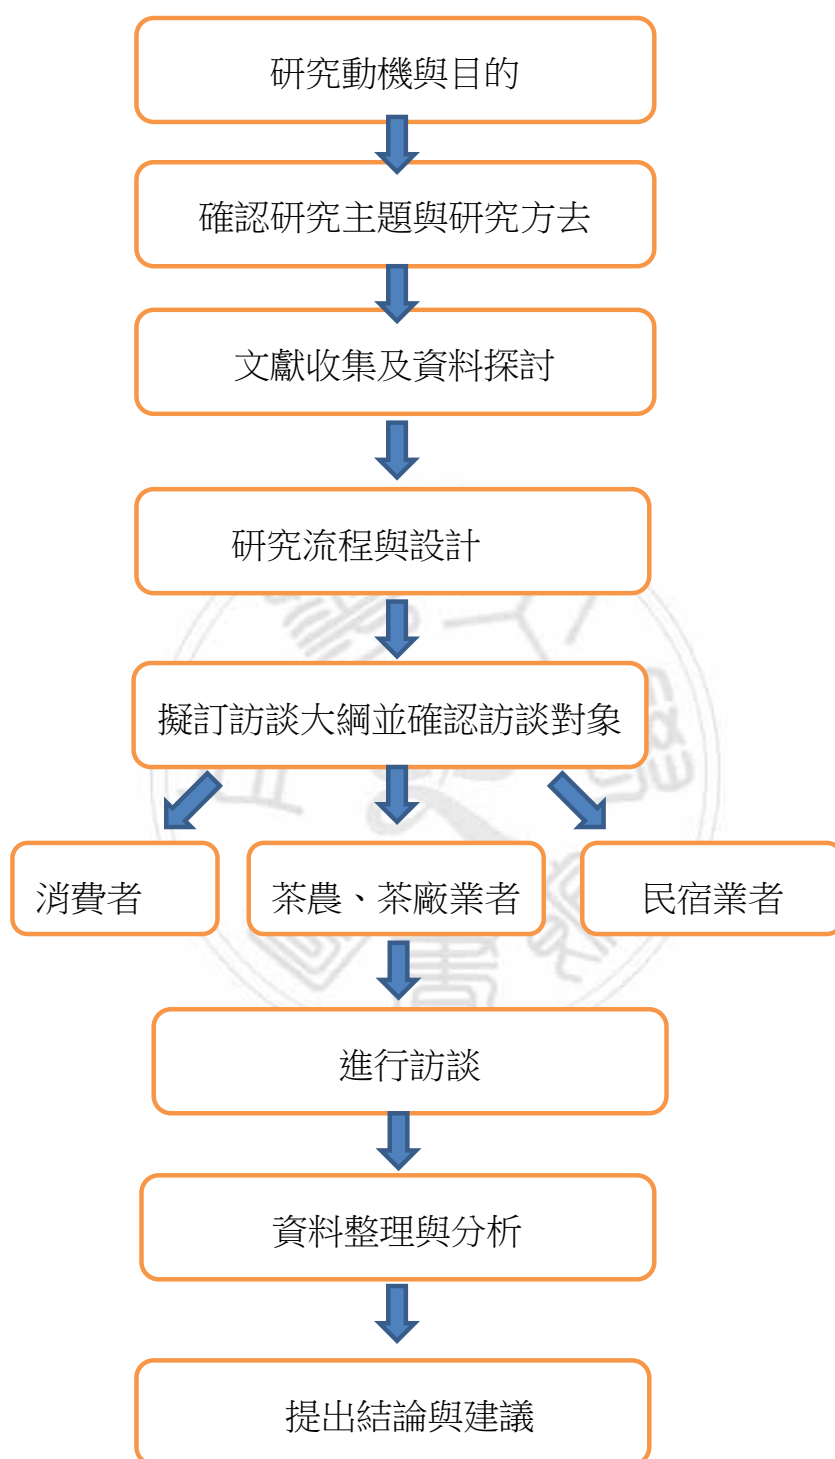 研究動機與目的
確認研究主題與研究方去
文獻收集及資料探討
研究流程與設計
擬訂訪談大綱並確認訪談對象
消費者
茶農、茶廠業者
民宿業者
進行訪談
資料整理與分析
提出結論與建議